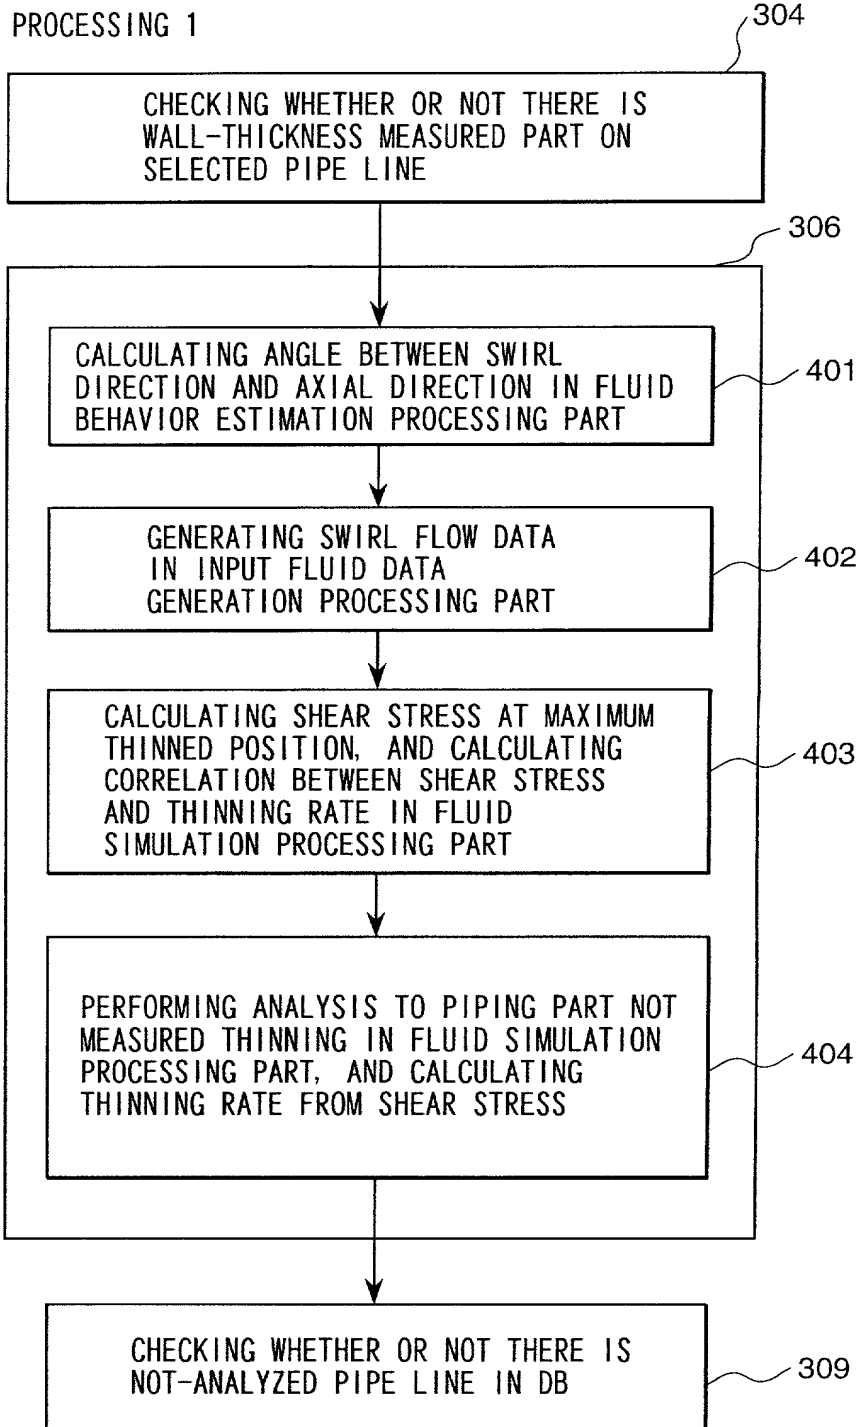 PROCESSING 1
304
CHECKING WHETHER OR NOT THERE IS
WALL-THICKNESS MEASURED PART ON
SELECTED PIPE LINE
306
CALCULATING ANGLE BETWEEN SWIRL
DIRECTION AND AXIAL DIRECTION IN FLUID
BEHAVIOR ESTIMATION PROCESSING PART
401
GENERATING SWIRL FLOW DATA
IN INPUT FLUID DATA
GENERATION PROCESSING PART
402
CALCULATING SHEAR STRESS AT MAXIMUM
THINNED POSITION, AND CALCULATING
CORRELATION BETWEEN SHEAR STRESS
AND THINNING RATE IN FLUID
SIMULATION PROCESSING PART
403
PERFORMING ANALYSIS TO PIPING PART NOT
MEASURED THINNING IN FLUID SIMULATION
PROCESSING PART, AND CALCULATING
THINNING RATE FROM SHEAR STRESS
404
CHECKING WHETHER OR NOT THERE IS
NOT-ANALYZED PIPE LINE IN DB
309